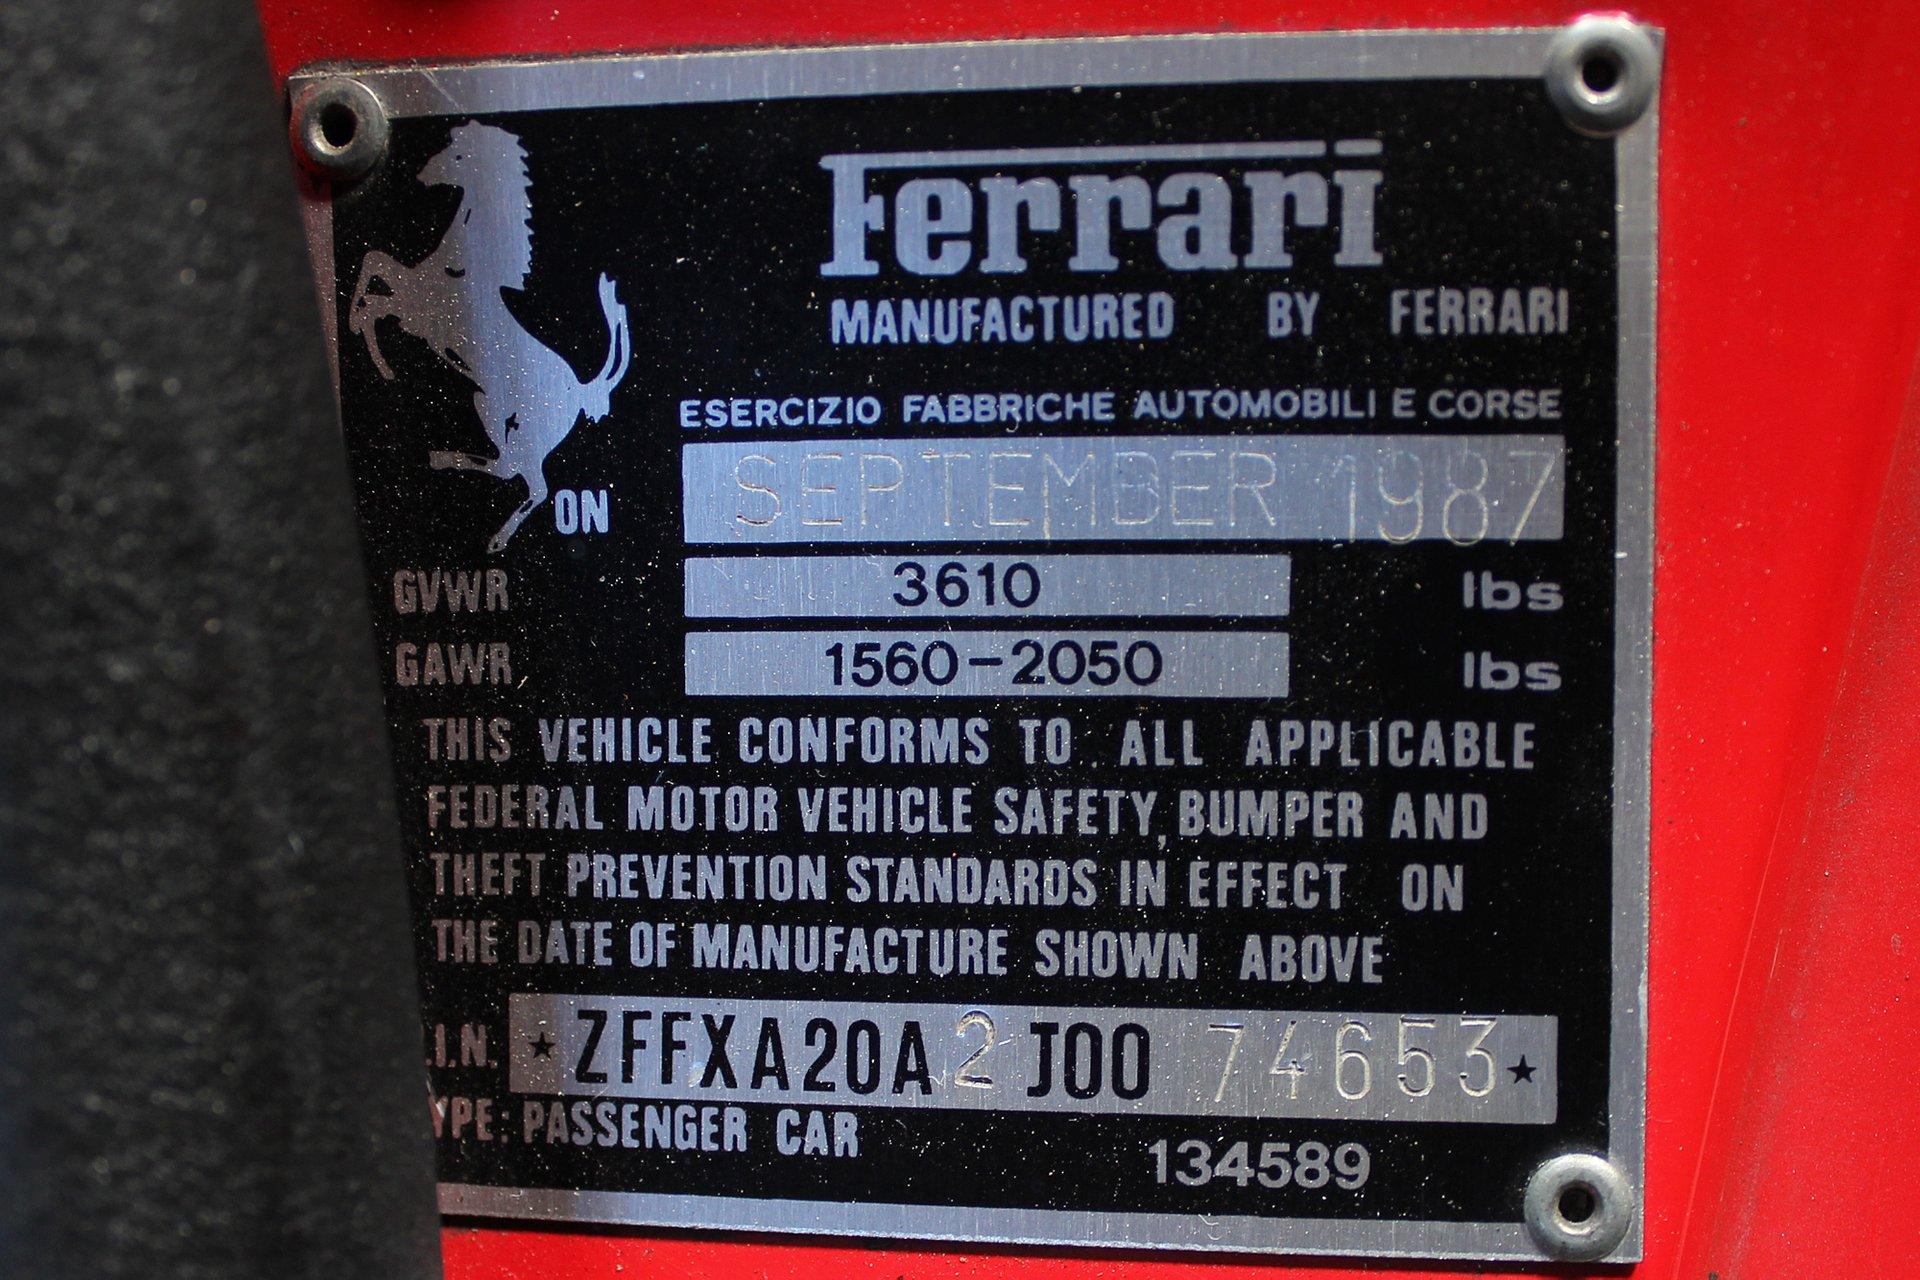 Ferrari
MANUFACTURED BY FERRARI
ESERCIZIO FABBRICHE AUTOMOBILI E CORSE
ON SEPTEMBER 1987
GVWR 3610 lbs
GAWR 1560-2050 lbs
THIS VEHICLE CONFORMS TO ALL APPLICABLE
FEDERAL MOTOR VEHICLE SAFETY, BUMPER AND
THEFT PREVENTION STANDARDS IN EFFECT ON
THE DATE OF MANUFACTURE SHOWN ABOVE
.I.N. ★ZFFXA20A2J0074653★
YPE: PASSENGER CAR 134589